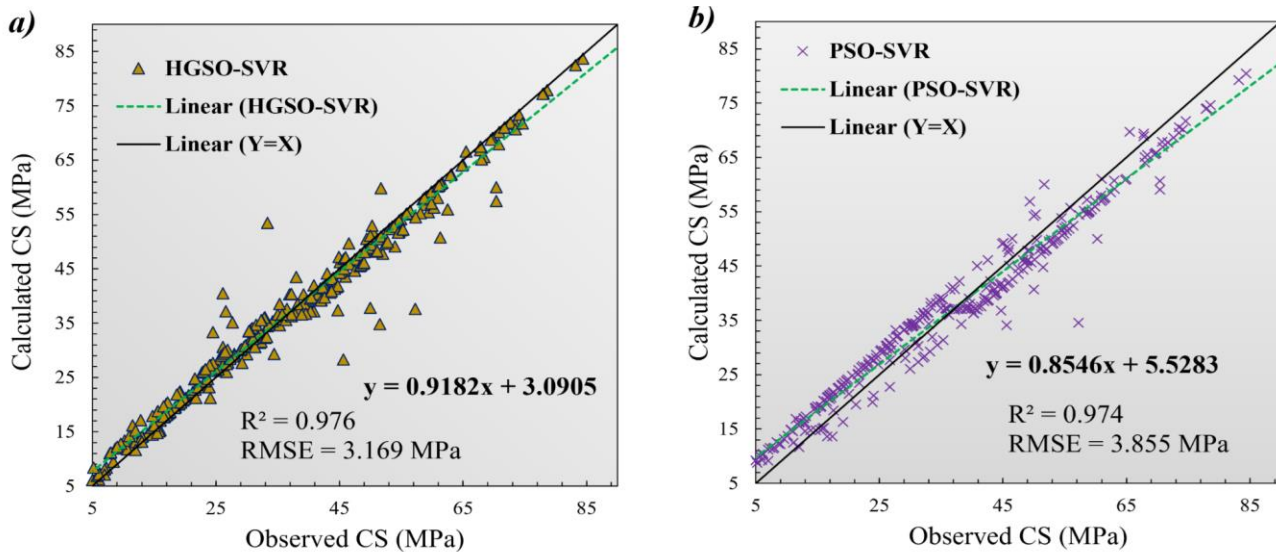 a)
85
75
65
55
45
35
25
15
5
Calculated CS (MPa)
HGSO-SVR
Linear (HGSO-SVR)
Linear (Y=X)
y = 0.9182x + 3.0905
R² = 0.976
RMSE = 3.169 MPa
5 25 45 65 85
Observed CS (MPa)
b)
85
75
65
55
45
35
25
15
5
Calculated CS (MPa)
PSO-SVR
Linear (PSO-SVR)
Linear (Y=X)
y = 0.8546x + 5.5283
R² = 0.974
RMSE = 3.855 MPa
5 25 45 65 85
Observed CS (MPa)